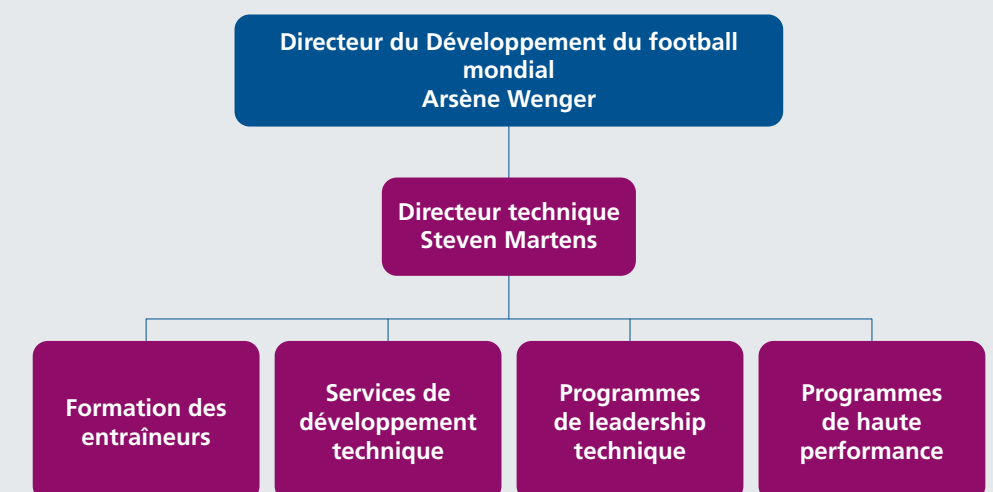 Directeur du Développement du football
mondial
Arsène Wenger
Directeur technique
Steven Martens
Formation des
entraîneurs
Services de
développement
technique
Programmes
de leadership
technique
Programmes
de haute
performance